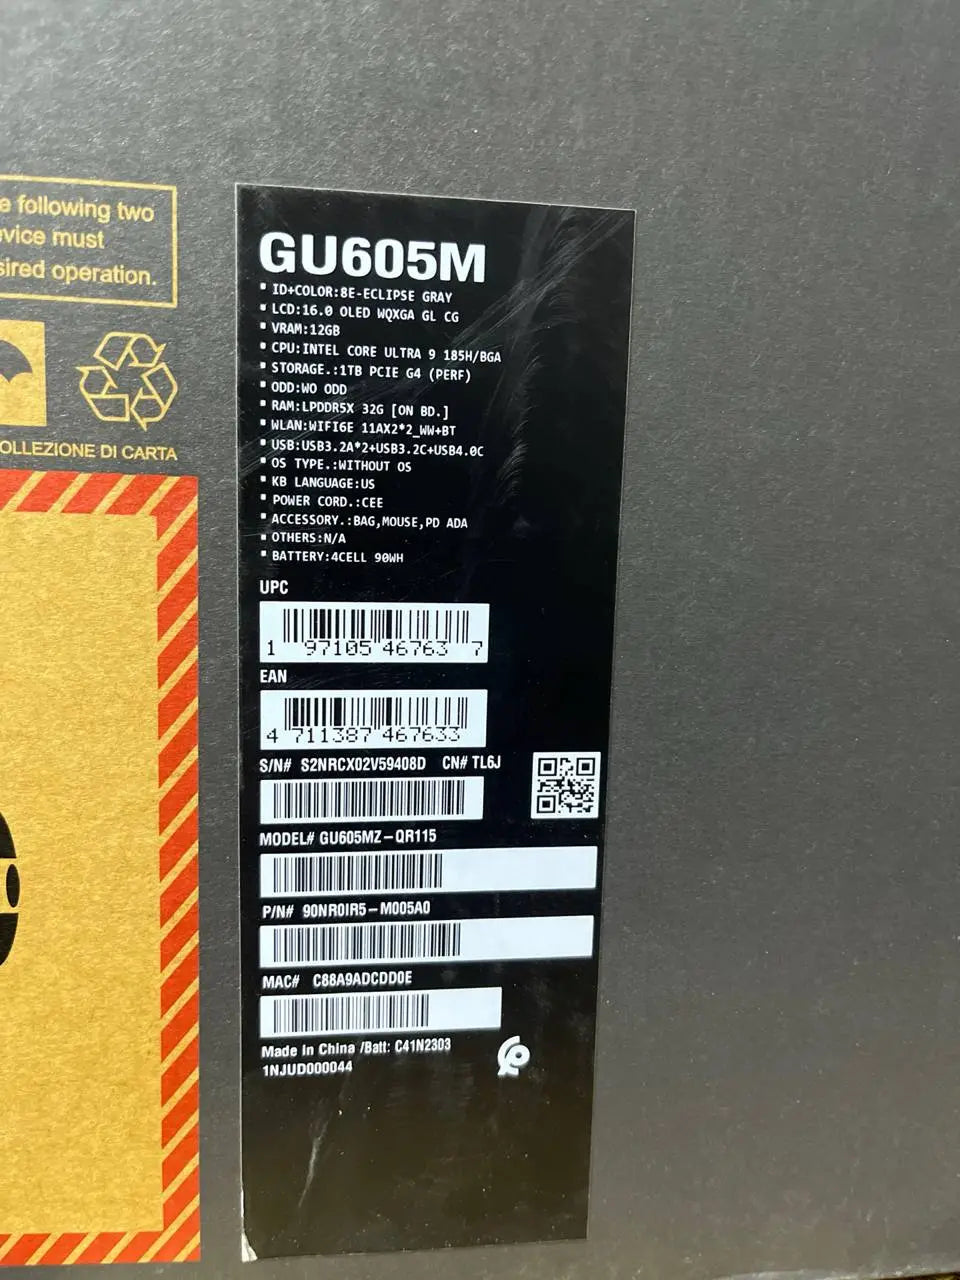 e following two
evice must
sired operation.
OLLEZIONE DI CARTA
GU605M
▪ ID+COLOR:8E-ECLIPSE GRAY
▪ LCD:16.0 OLED WQXGA GL CG
▪ VRAM:12GB
▪ CPU:INTEL CORE ULTRA 9 185H/BGA
▪ STORAGE.:1TB PCIE G4 (PERF)
▪ ODD:WO ODD
▪ RAM:LPDDR5X 32G [ON BD.]
▪ WLAN:WIFI6E 11AX2*2_WW+BT
▪ USB:USB3.2A*2+USB3.2C+USB4.0C
▪ OS TYPE.:WITHOUT OS
▪ KB LANGUAGE:US
▪ POWER CORD.:CEE
▪ ACCESSORY.:BAG,MOUSE,PD ADA
▪ OTHERS:N/A
▪ BATTERY:4CELL 90WH
UPC
1 97105 46763 7
EAN
4 711387 467633
S/N# S2NRCX02V59408D CN# TL6J
MODEL# GU605MZ-QR115
P/N# 90NR0IR5-M005A0
MAC# C88A9ADCDD0E
Made in China /Batt: C41N2303
1NJUD000044